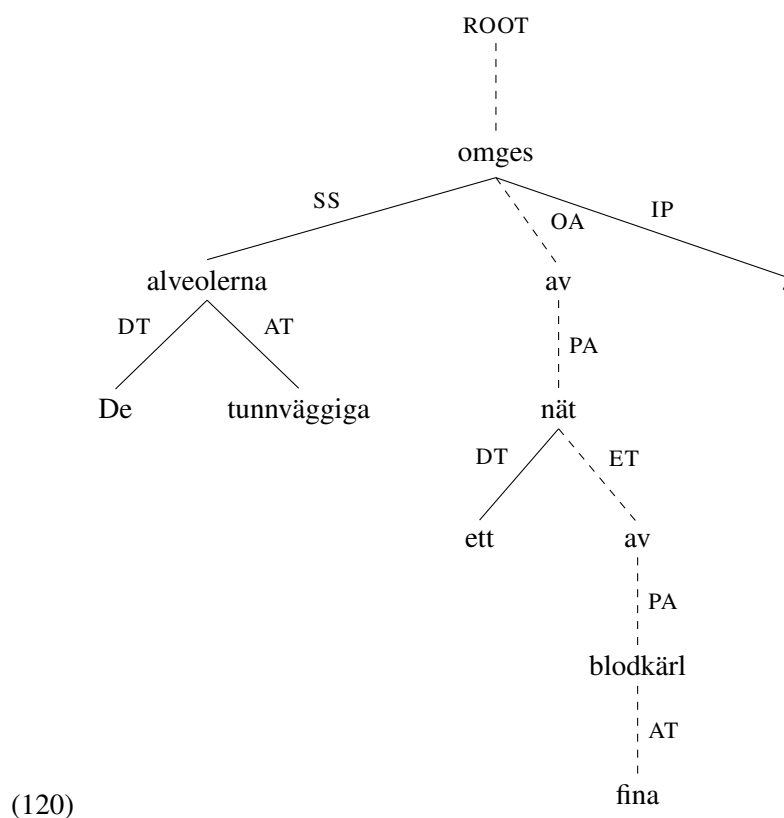 ROOT
omges
SS
OA
IP
alveolerna
av
.
DT
AT
PA
De
tunnväggiga
nät
DT
ET
ett
av
PA
blodkärl
AT
fina
(120)